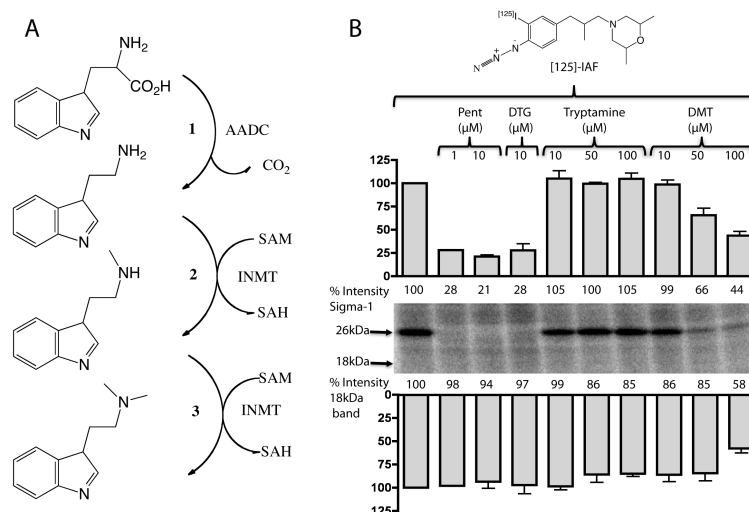 A
NH₂
CO₂H
N
1
AADC
CO₂
NH₂
N
2
SAM
INMT
SAH
NH
N
3
SAM
INMT
SAH
N
N
B
[125]I
N
N⁺
N⁻
N
O
[125]-IAF
Pent DTG Tryptamine DMT
(µM) (µM) (µM) (µM)
1 10 10 10 50 100 10 50 100
125
100
75
50
25
0
% Intensity
100 28 21 28 105 100 105 99 66 44
Sigma-1
26kDa
18kDa
% Intensity
100 98 94 97 99 86 85 86 85 58
18kDa
band
0
25
50
75
100
125